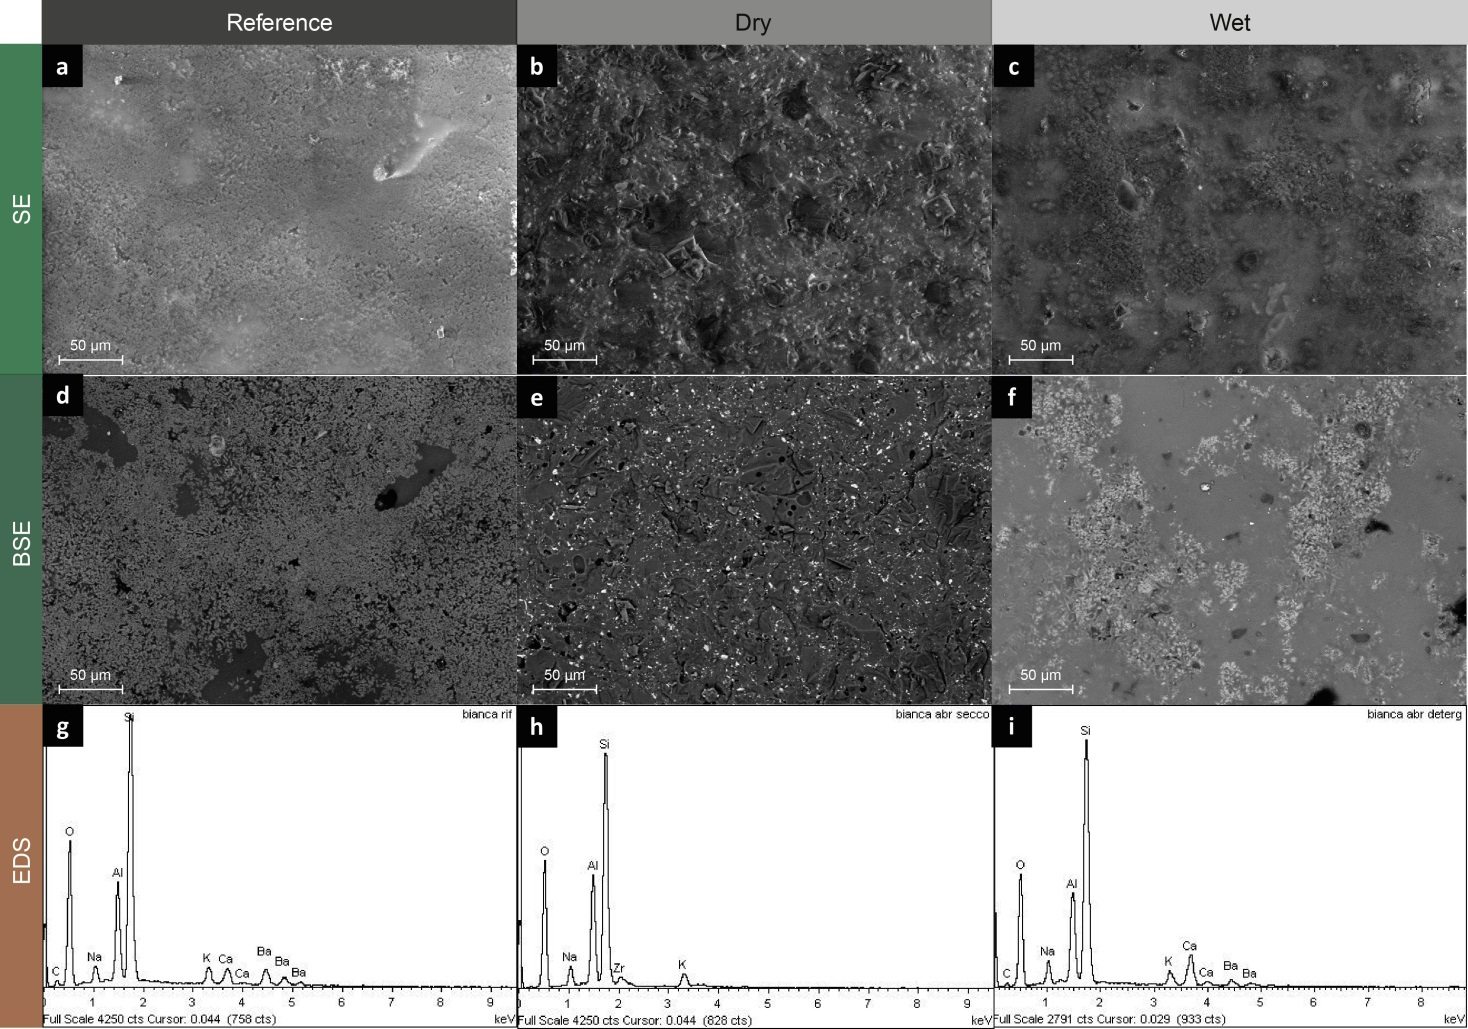 Reference Dry Wet
SE
a b c
50 µm 50 µm 50 µm
BSE
d e f
50 µm 50 µm 50 µm
EDS
g bianca rif
C O Na Al Si K Ca Ca Ba Ba Ba
1 2 3 4 5 6 7 8 9
Full Scale 4250 cts Cursor: 0.044 (758 cts) keV
h bianca abr secco
O Na Al Si Zr K
1 2 3 4 5 6 7 8 9
Full Scale 4250 cts Cursor: 0.044 (828 cts) keV
i bianca abr deterg
C O Na Al Si K Ca Ca Ba Ba
1 2 3 4 5 6 7 8
Full Scale 2791 cts Cursor: 0.029 (933 cts) keV